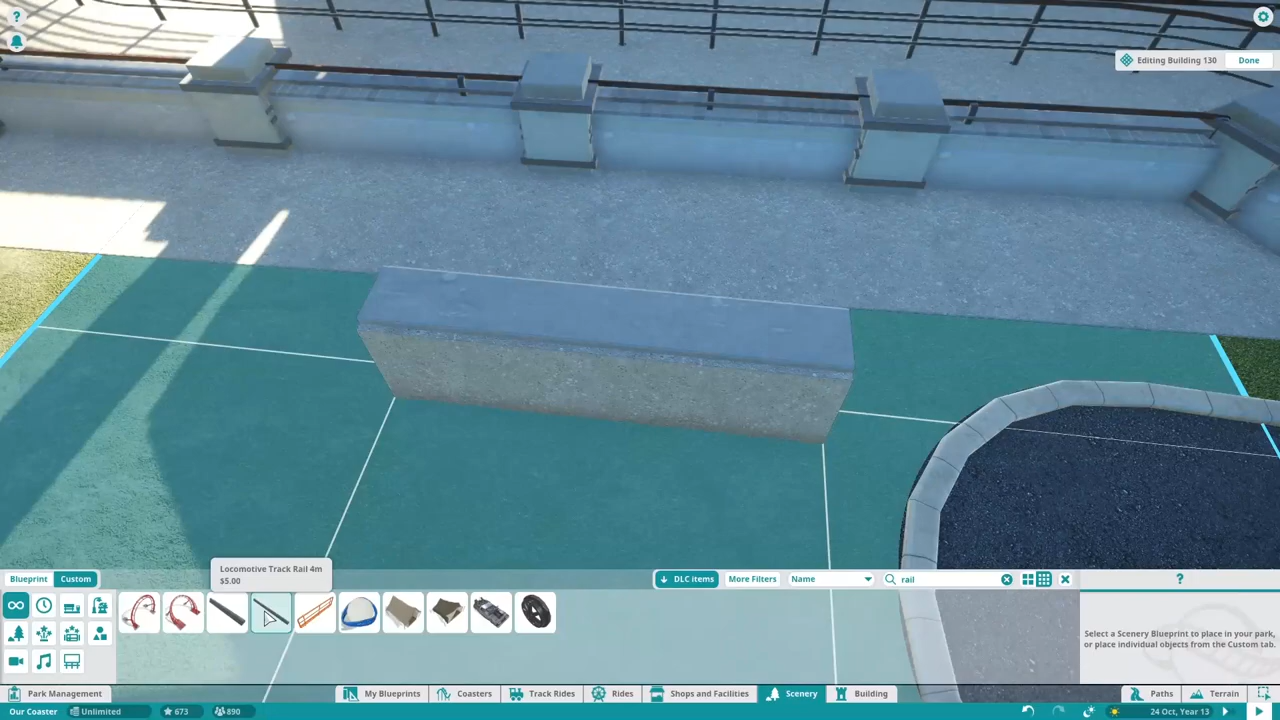 ?
Editing Building 130 Done
Locomotive Track Rail 4m
$5.00
Blueprint Custom
DLC items More Filters Name rail
?
Select a Scenery Blueprint to place in your park,
or place individual objects from the Custom tab.
Park Management My Blueprints Coasters Track Rides Rides Shops and Facilities Scenery Building Paths Terrain
Our Coaster Unlimited 673 890 24 Oct, Year 13